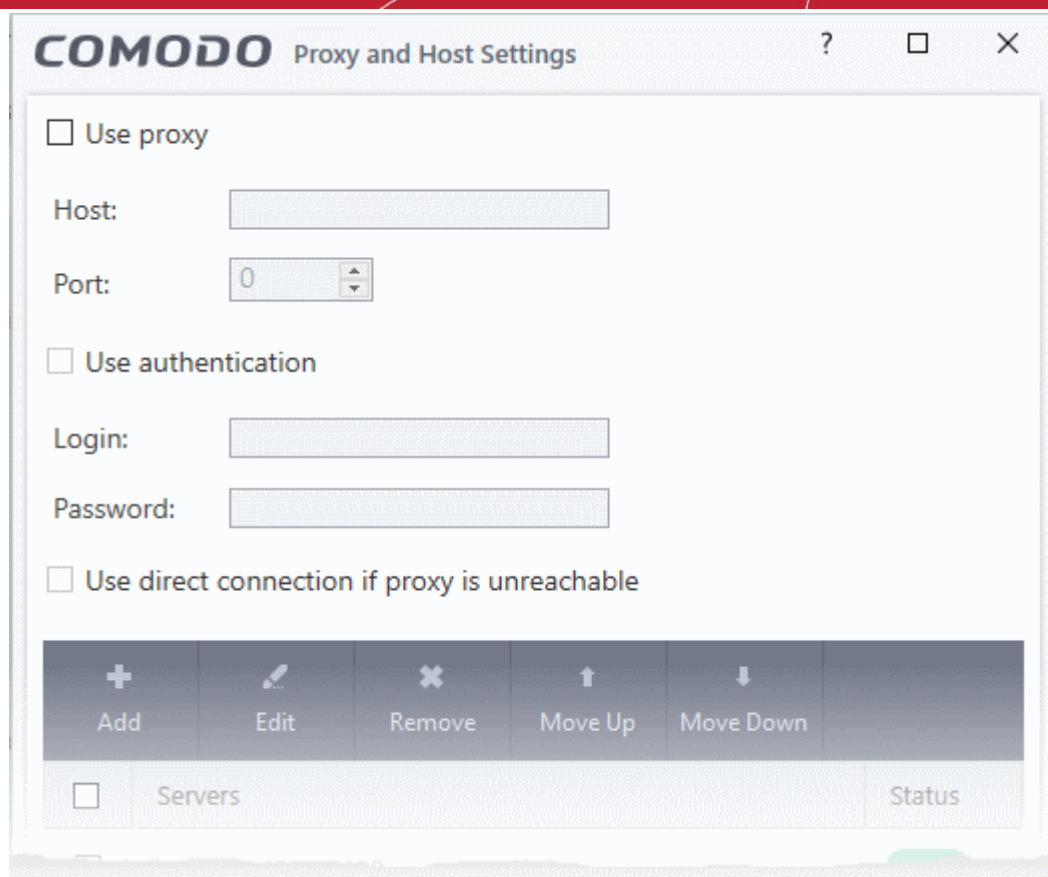 COMODO Proxy and Host Settings ?
Use proxy
Host:
Port: 0
Use authentication
Login:
Password:
Use direct connection if proxy is unreachable
Add Edit Remove Move Up Move Down
Servers Status